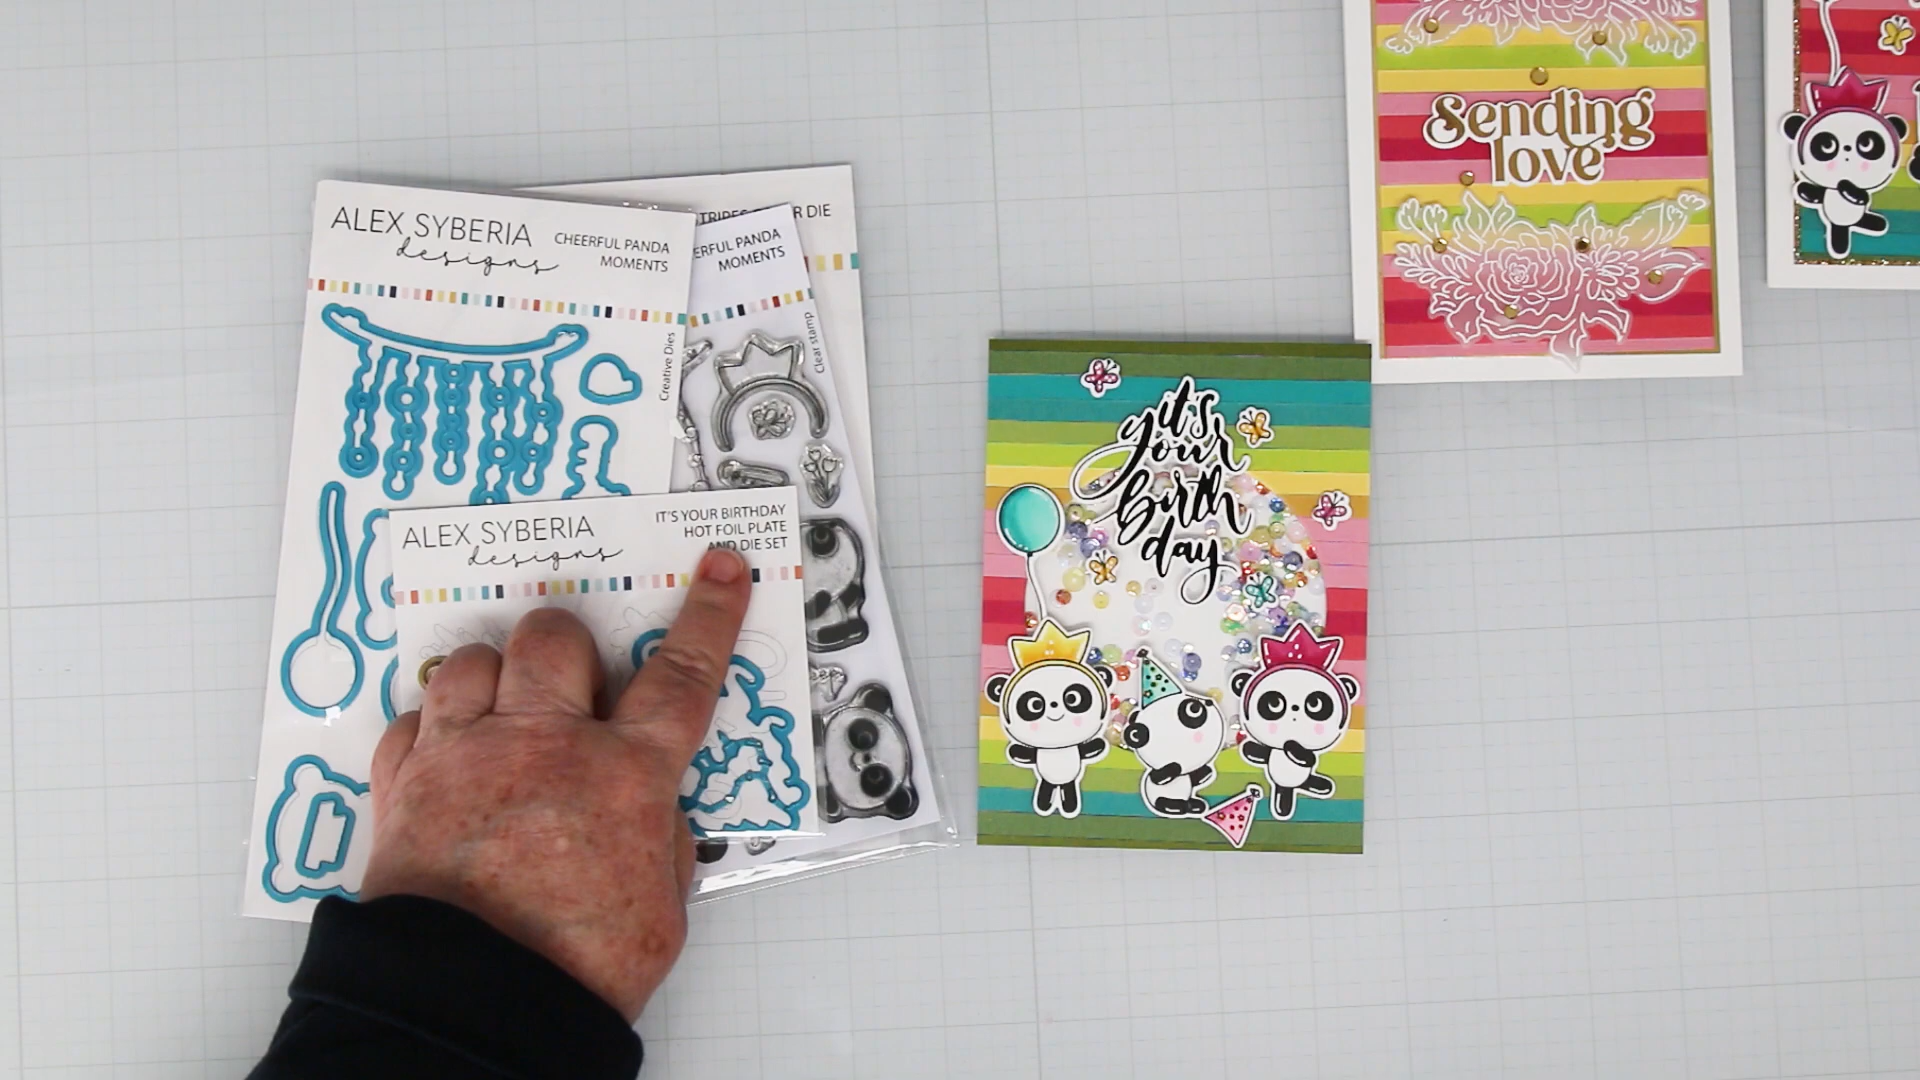 ALEX SYBERIA
designs
CHEERFUL PANDA
MOMENTS
Creative Dies
DIE
PANDA
MOMENTS
Clear stamp
ALEX SYBERIA
designs
IT'S YOUR BIRTHDAY
HOT FOIL PLATE
AND DIE SET
it's
your
birth
day
sending
love